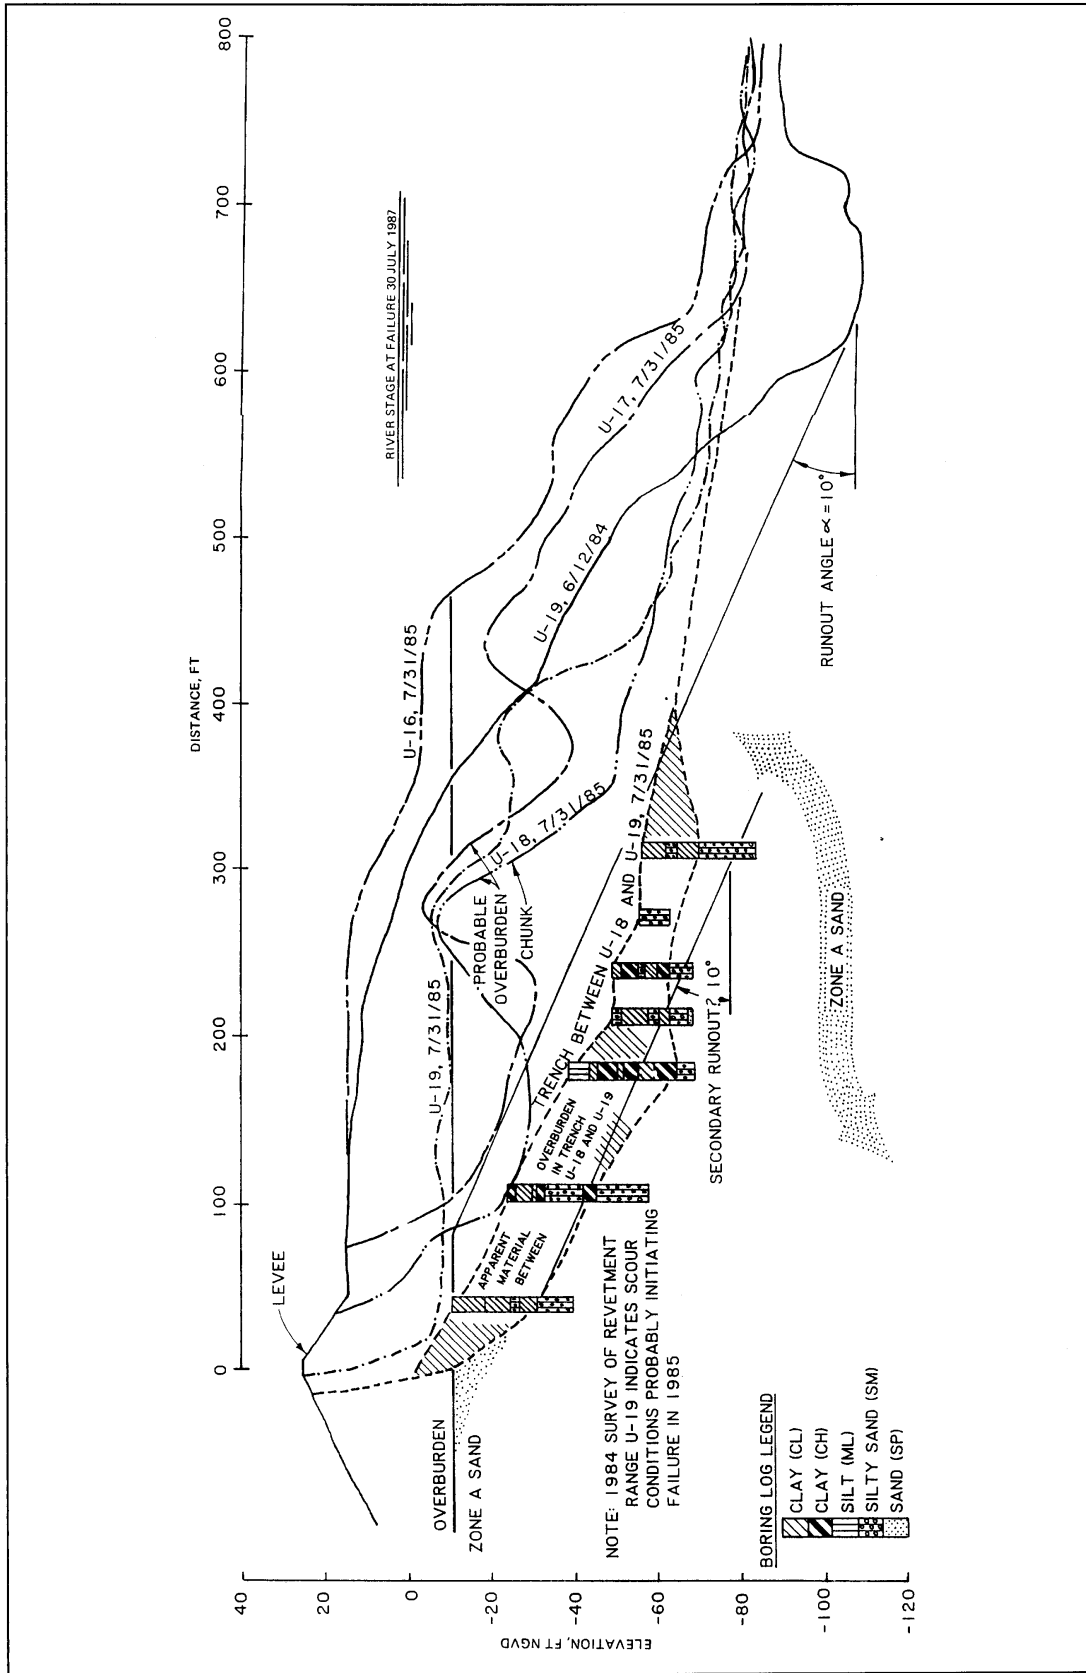 DISTANCE, FT
0
100
200
300
400
500
600
700
800
ELEVATION, FT NGVD
40
20
0
-20
-40
-60
-80
-100
-120
RIVER STAGE AT FAILURE 30 JULY 1987
LEVEE
U-16, 7/31/85
U-17, 7/31/85
U-19, 6/12/84
U-18, 7/31/85
U-19, 7/31/85
PROBABLE
OVERBURDEN
CHUNK
TRENCH BETWEEN U-18 AND U-19, 7/31/85
OVERBURDEN
ZONE A SAND
APPARENT
MATERIAL
BETWEEN
OVERBURDEN
IN TRENCH
U-18 AND U-19
SECONDARY RUNOUT? 10°
RUNOUT ANGLE ∝ = 10°
ZONE A SAND
NOTE: 1984 SURVEY OF REVETMENT
RANGE U-19 INDICATES SCOUR
CONDITIONS PROBABLY INITIATING
FAILURE IN 1985
BORING LOG LEGEND
CLAY (CL)
CLAY (CH)
SILT (ML)
SILTY SAND (SM)
SAND (SP)